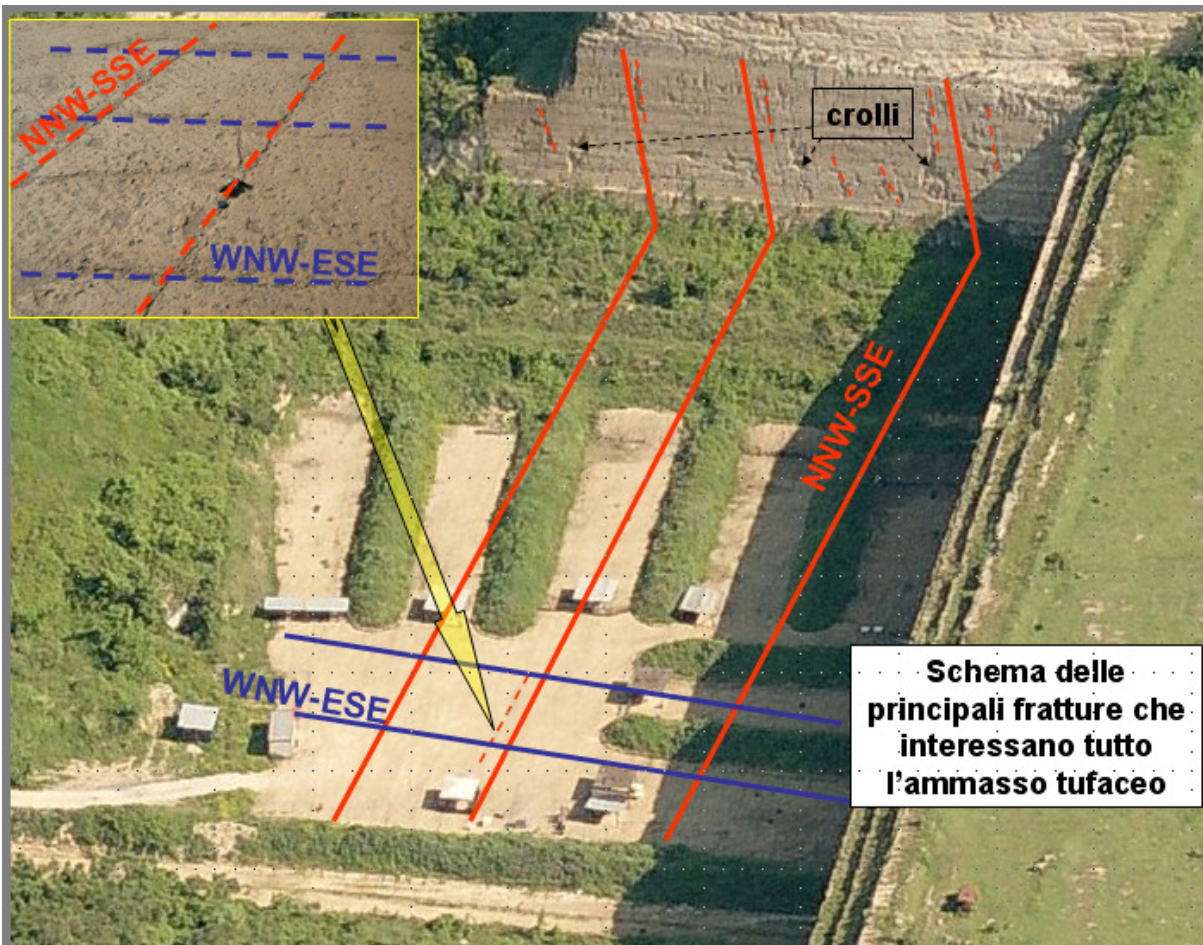 NNW-SSE
WNW-ESE
crolli
NNW-SSE
WNW-ESE
Schema delle
principali fratture che
interessano tutto
l'ammasso tufaceo